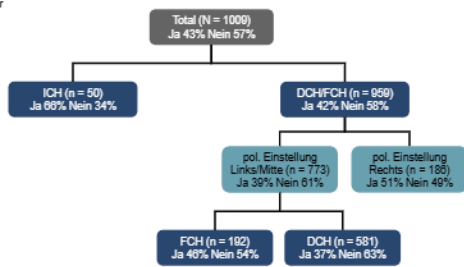 r
Total (N = 1009)
Ja 43% Nein 57%
ICH (n = 50)
Ja 66% Nein 34%
DCH/FCH (n = 959)
Ja 42% Nein 58%
pol. Einstellung
Links/Mitte (n = 773)
Ja 39% Nein 61%
pol. Einstellung
Rechts (n = 186)
Ja 51% Nein 49%
FCH (n = 192)
Ja 46% Nein 54%
DCH (n = 581)
Ja 37% Nein 63%